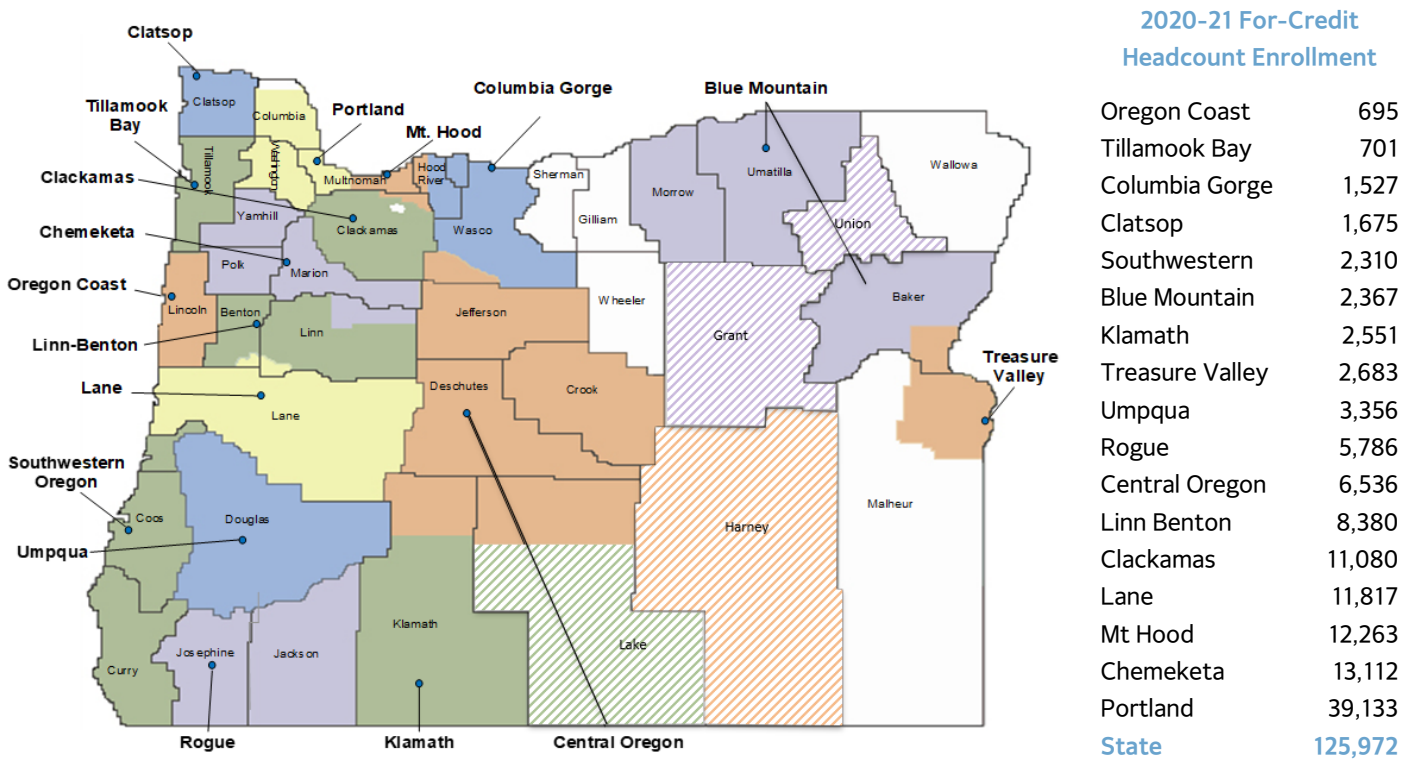 Clatsop
Tillamook
Bay
Clackamas
Chemeketa
Oregon Coast
Linn-Benton
Lane
Southwestern
Oregon
Umpqua
Portland
Mt. Hood
Columbia Gorge
Blue Mountain
Treasure
Valley
Rogue
Klamath
Central Oregon
Clatsop
Columbia
Tillamook
Washington
Multnomah
Hood
River
Sherman
Gilliam
Morrow
Umatilla
Wallowa
Union
Yamhill
Clackamas
Wasco
Polk
Marion
Wheeler
Baker
Lincoln
Benton
Linn
Jefferson
Grant
Deschutes
Crook
Lane
Malheur
Coos
Douglas
Harney
Klamath
Lake
Curry
Josephine
Jackson
2020-21 For-Credit
Headcount Enrollment
Oregon Coast 695
Tillamook Bay 701
Columbia Gorge 1,527
Clatsop 1,675
Southwestern 2,310
Blue Mountain 2,367
Klamath 2,551
Treasure Valley 2,683
Umpqua 3,356
Rogue 5,786
Central Oregon 6,536
Linn Benton 8,380
Clackamas 11,080
Lane 11,817
Mt Hood 12,263
Chemeketa 13,112
Portland 39,133
State 125,972